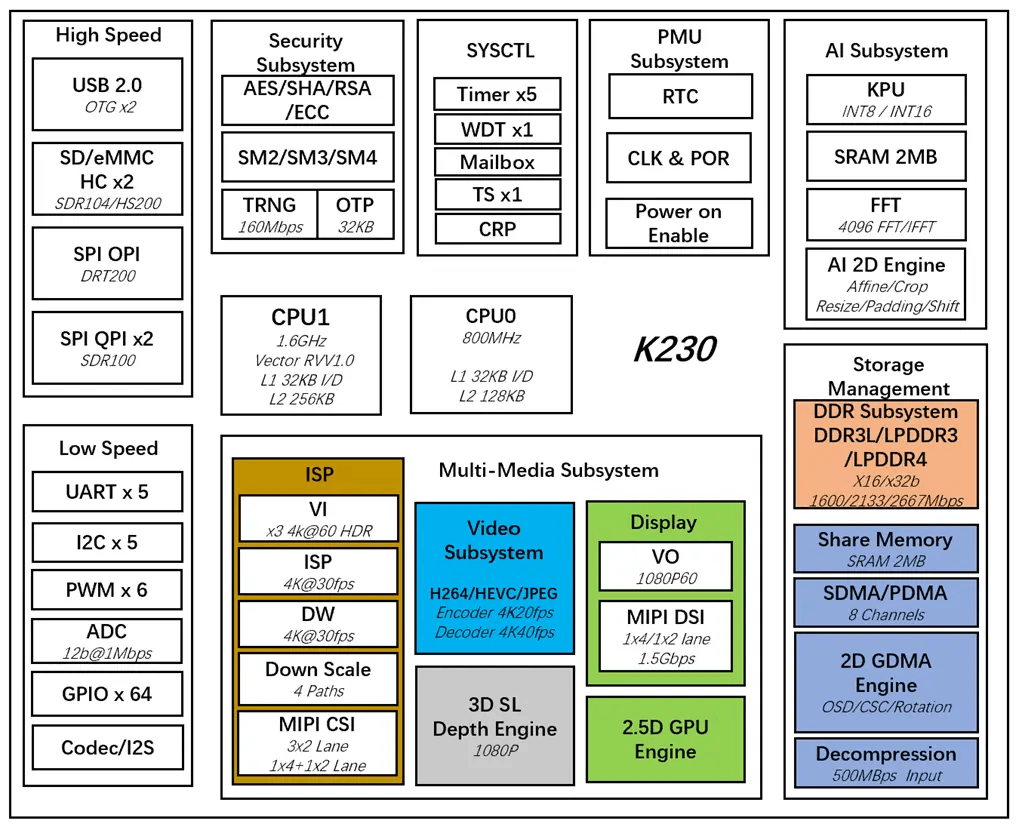 High Speed
USB 2.0
OTG x2
SD/eMMC
HC x2
SDR104/HS200
SPI OPI
DRT200
SPI QPI x2
SDR100
Low Speed
UART x 5
I2C x 5
PWM x 6
ADC
12b@1Mbps
GPIO x 64
Codec/I2S
Security
Subsystem
AES/SHA/RSA
/ECC
SM2/SM3/SM4
TRNG
160Mbps
OTP
32KB
SYSCTL
Timer x5
WDT x1
Mailbox
TS x1
CRP
PMU
Subsystem
RTC
CLK & POR
Power on
Enable
AI Subsystem
KPU
INT8 / INT16
SRAM 2MB
FFT
4096 FFT/IFFT
AI 2D Engine
Affine/Crop
Resize/Padding/Shift
CPU1
1.6GHz
Vector RVV1.0
L1 32KB I/D
L2 256KB
CPU0
800MHz
L1 32KB I/D
L2 128KB
K230
Multi-Media Subsystem
ISP
VI
x3 4k@60 HDR
ISP
4K@30fps
DW
4K@30fps
Down Scale
4 Paths
MIPI CSI
3x2 Lane
1x4+1x2 Lane
Video
Subsystem
H264/HEVC/JPEG
Encoder 4K20fps
Decoder 4K40fps
3D SL
Depth Engine
1080P
Display
VO
1080P60
MIPI DSI
1x4/1x2 lane
1.5Gbps
2.5D GPU
Engine
Storage
Management
DDR Subsystem
DDR3L/LPDDR3
/LPDDR4
X16/x32b
1600/2133/2667Mbps
Share Memory
SRAM 2MB
SDMA/PDMA
8 Channels
2D GDMA
Engine
OSD/CSC/Rotation
Decompression
500MBps Input